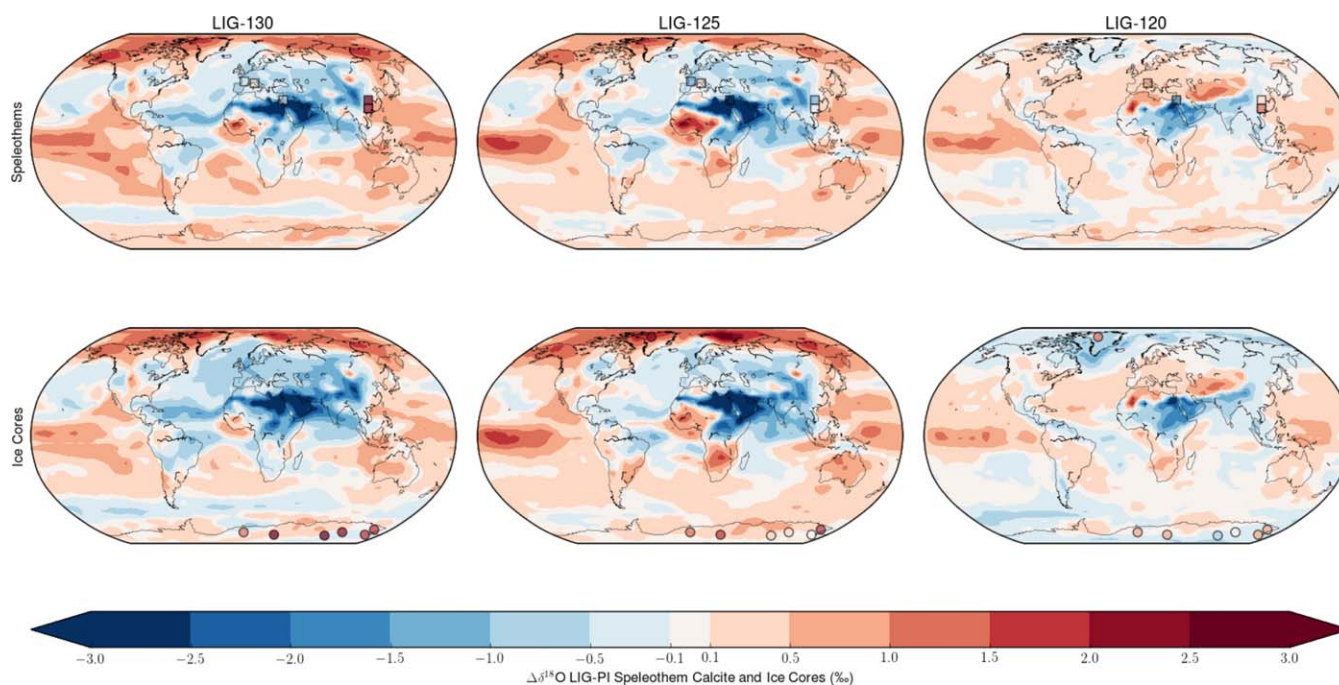 LIG-130
LIG-125
LIG-120
Speleothems
Ice Cores
−3.0 −2.5 −2.0 −1.5 −1.0 −0.5 −0.1 0.1 0.5 1.0 1.5 2.0 2.5 3.0
Δδ¹⁸O LIG-PI Speleothem Calcite and Ice Cores (‰)